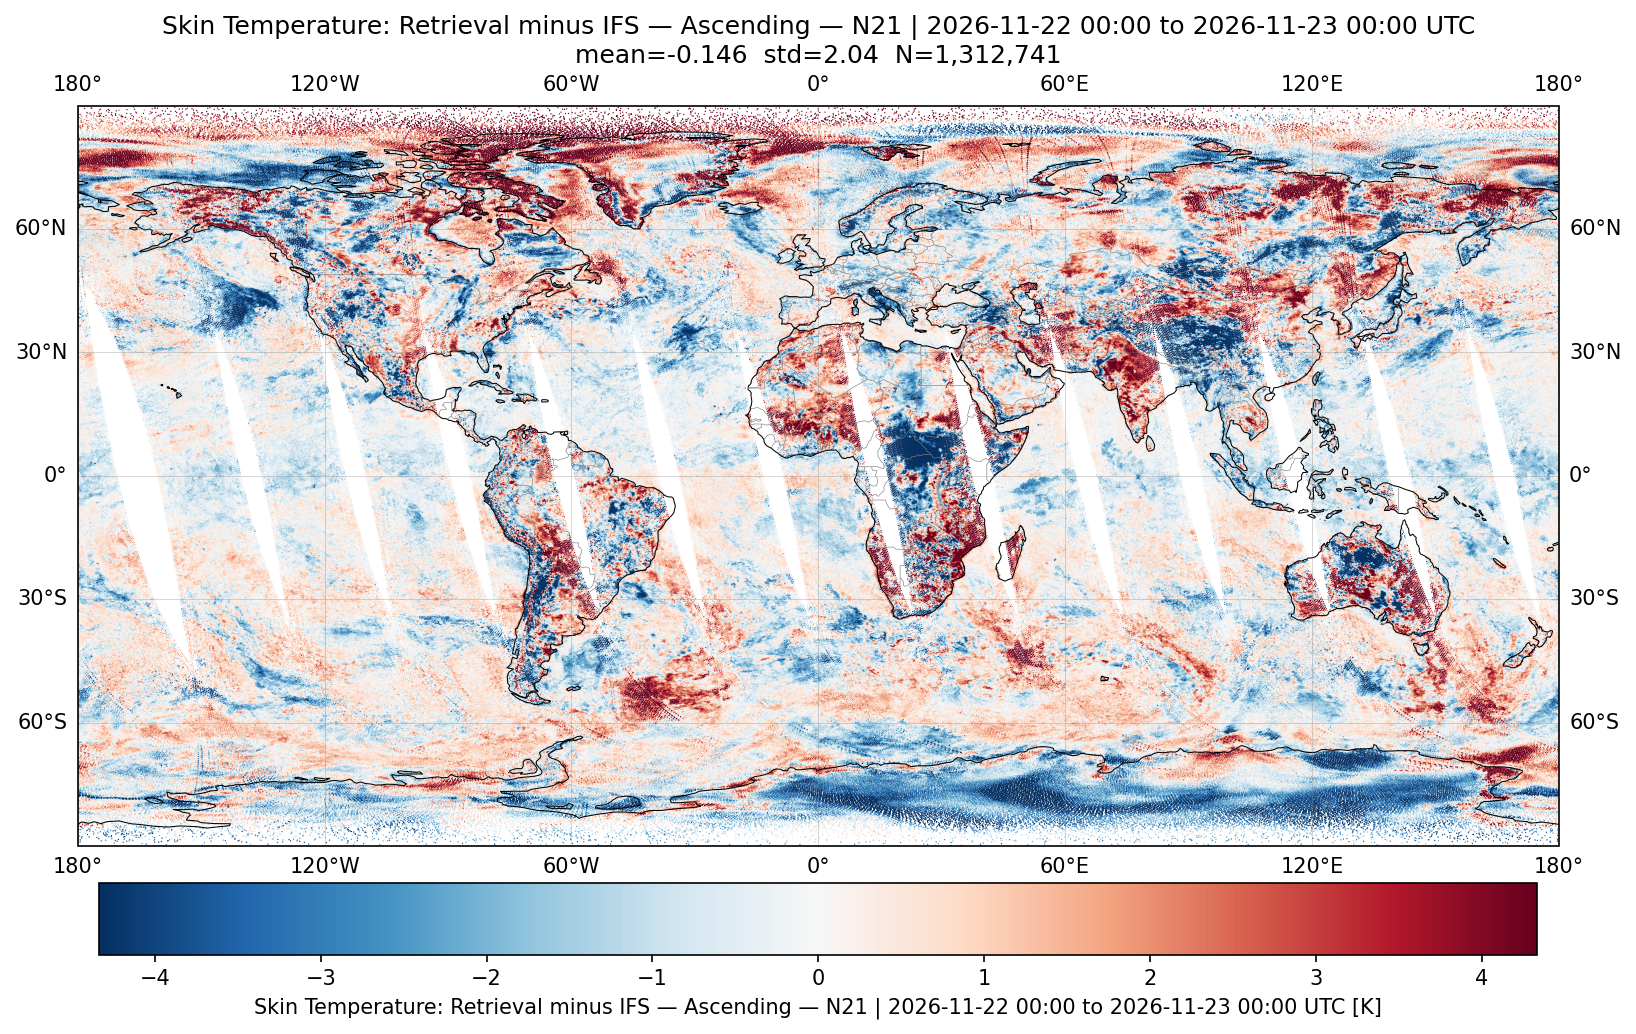 Skin Temperature: Retrieval minus IFS — Ascending — N21 | 2026-11-22 00:00 to 2026-11-23 00:00 UTC
mean=-0.146  std=2.04  N=1,312,741
180° 120°W 60°W 0° 60°E 120°E 180°
60°N 60°N
30°N 30°N
0° 0°
30°S 30°S
60°S 60°S
180° 120°W 60°W 0° 60°E 120°E 180°
−4 −3 −2 −1 0 1 2 3 4
Skin Temperature: Retrieval minus IFS — Ascending — N21 | 2026-11-22 00:00 to 2026-11-23 00:00 UTC [K]